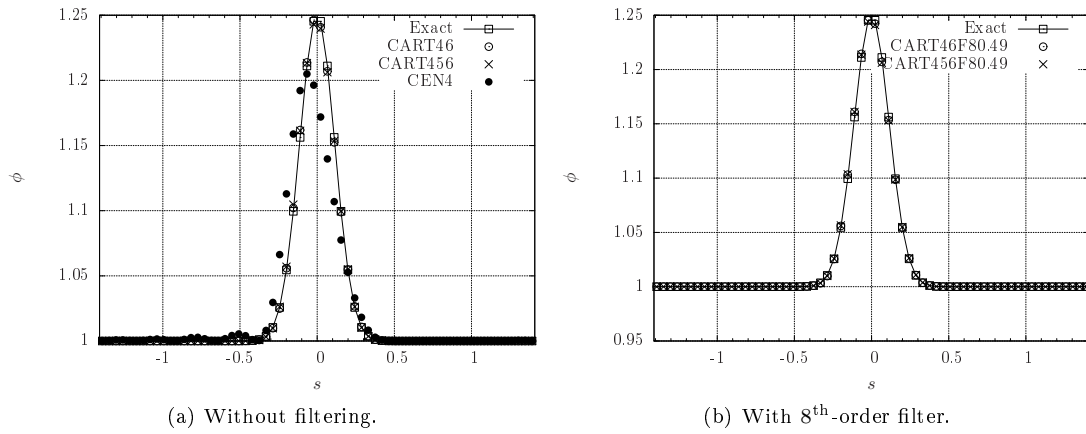 1.25
1.2
1.15
1.1
1.05
1
ϕ
-1
-0.5
0
0.5
1
s
Exact
CART46
CART456
CEN4
(a) Without filtering.
1.25
1.2
1.15
1.1
1.05
1
0.95
ϕ
-1
-0.5
0
0.5
1
s
Exact
CART46F80.49
CART456F80.49
(b) With 8th-order filter.